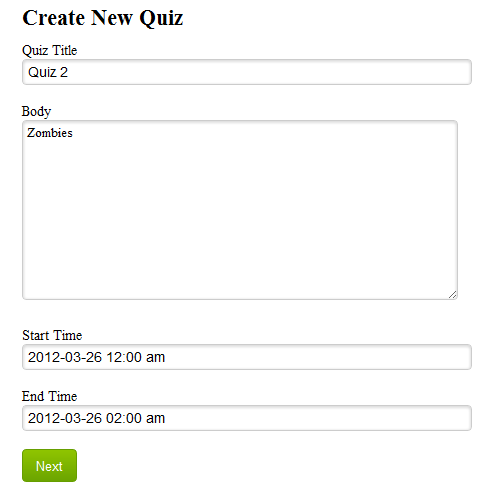 Create New Quiz
Quiz Title
Quiz 2
Body
Zombies
Start Time
2012-03-26 12:00 am
End Time
2012-03-26 02:00 am
Next